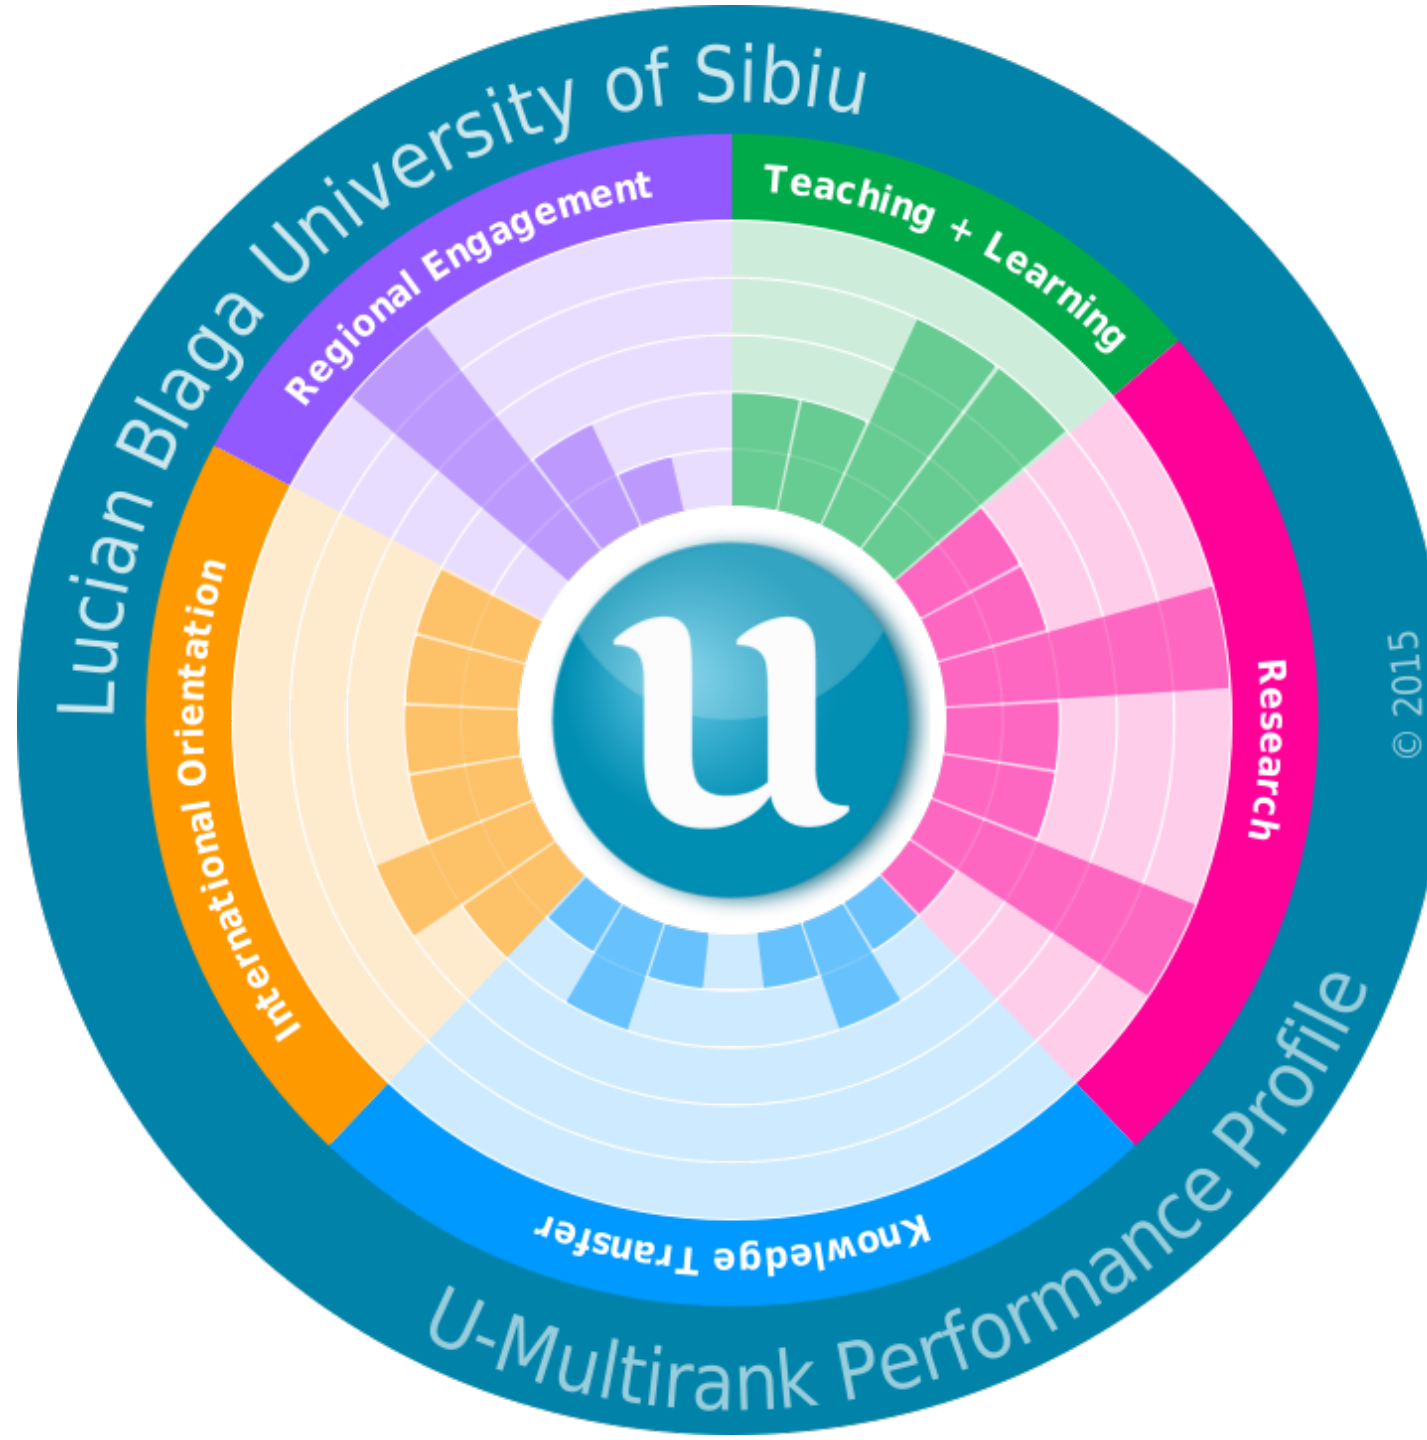 Lucian Blaga University of Sibiu
Teaching + Learning
Research
Knowledge Transfer
International Orientation
Regional Engagement
u
© 2015
U-Multirank Performance Profile